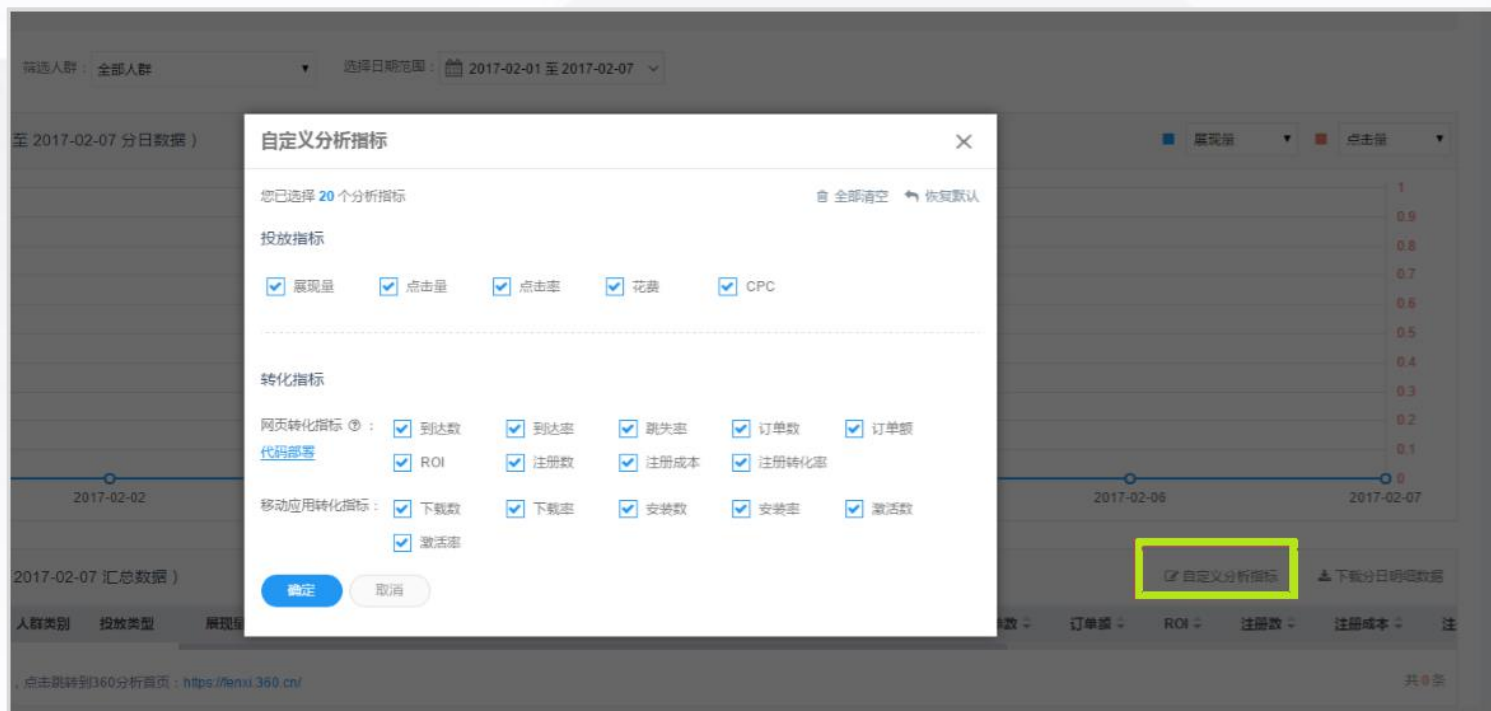 筛选人群： 全部人群 选择日期范围： 2017-02-01 至 2017-02-07
至 2017-02-07 分日数据） 展现量 点击量
自定义分析指标
您已选择 20 个分析指标 全部清空 恢复默认
投放指标
展现量 点击量 点击率 花费 CPC
转化指标
网页转化指标 ： 到达数 到达率 跳失率 订单数 订单额
代码部署 ROI 注册数 注册成本 注册转化率
移动应用转化指标： 下载数 下载率 安装数 安装率 激活数
激活率
确定 取消
1
0.9
0.8
0.7
0.6
0.5
0.4
0.3
0.2
0.1
0
2017-02-02 2017-02-06 2017-02-07
2017-02-07 汇总数据） 自定义分析指标 下载分日明细数据
人群类别 投放类型 展现量 单数 订单额 ROI 注册数 注册成本 注
，点击跳转到360分析首页：https://fenxi.360.cn/ 共0条